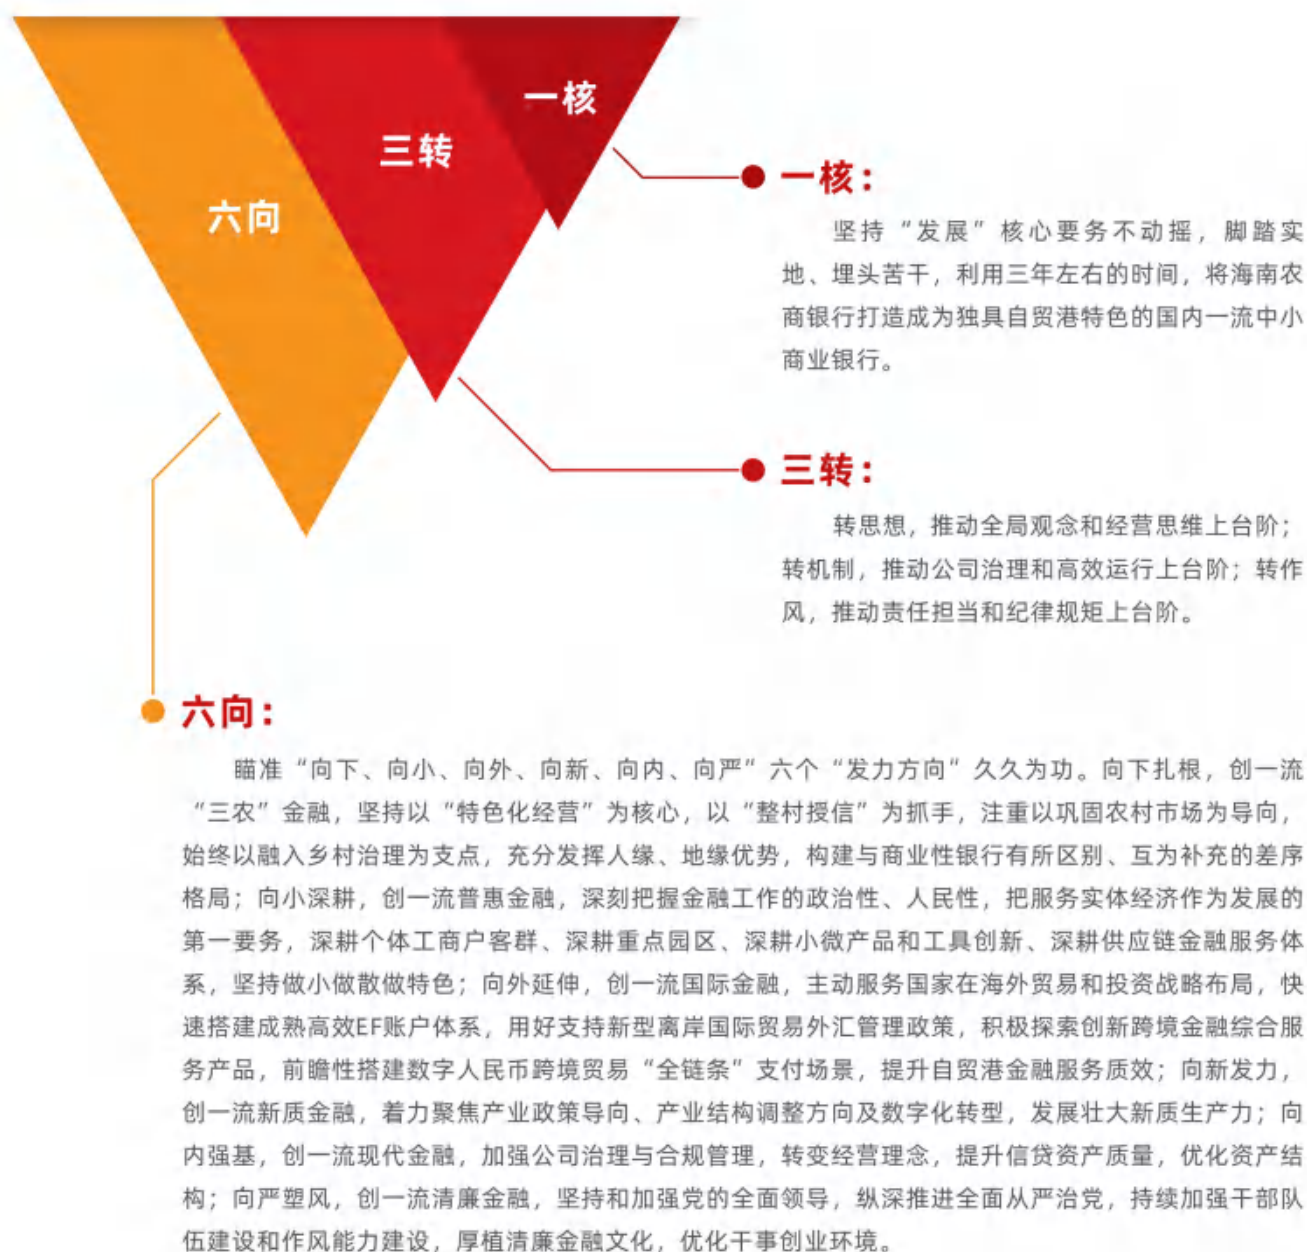 一核
三转
六向
一核：
坚持“发展”核心要务不动摇，脚踏实
地、埋头苦干，利用三年左右的时间，将海南农
商银行打造成为独具自贸港特色的国内一流中小
商业银行。
三转：
转思想，推动全局观念和经营思维上台阶；
转机制，推动公司治理和高效运行上台阶；转作
风，推动责任担当和纪律规矩上台阶。
六向：
瞄准“向下、向小、向外、向新、向内、向严”六个“发力方向”久久为功。向下扎根，创一流
“三农”金融，坚持以“特色化经营”为核心，以“整村授信”为抓手，注重以巩固农村市场为导向，
始终以融入乡村治理为支点，充分发挥人缘、地缘优势，构建与商业性银行有所区别、互为补充的差序
格局；向小深耕，创一流普惠金融，深刻把握金融工作的政治性、人民性，把服务实体经济作为发展的
第一要务，深耕个体工商户客群、深耕重点园区、深耕小微产品和工具创新、深耕供应链金融服务体
系，坚持做小做散做特色；向外延伸，创一流国际金融，主动服务国家在海外贸易和投资战略布局，快
速搭建成熟高效EF账户体系，用好支持新型离岸国际贸易外汇管理政策，积极探索创新跨境金融综合服
务产品，前瞻性搭建数字人民币跨境贸易“全链条”支付场景，提升自贸港金融服务质效；向新发力，
创一流新质金融，着力聚焦产业政策导向、产业结构调整方向及数字化转型，发展壮大新质生产力；向
内强基，创一流现代金融，加强公司治理与合规管理，转变经营理念，提升信贷资产质量，优化资产结
构；向严塑风，创一流清廉金融，坚持和加强党的全面领导，纵深推进全面从严治党，持续加强干部队
伍建设和作风能力建设，厚植清廉金融文化，优化干事创业环境。